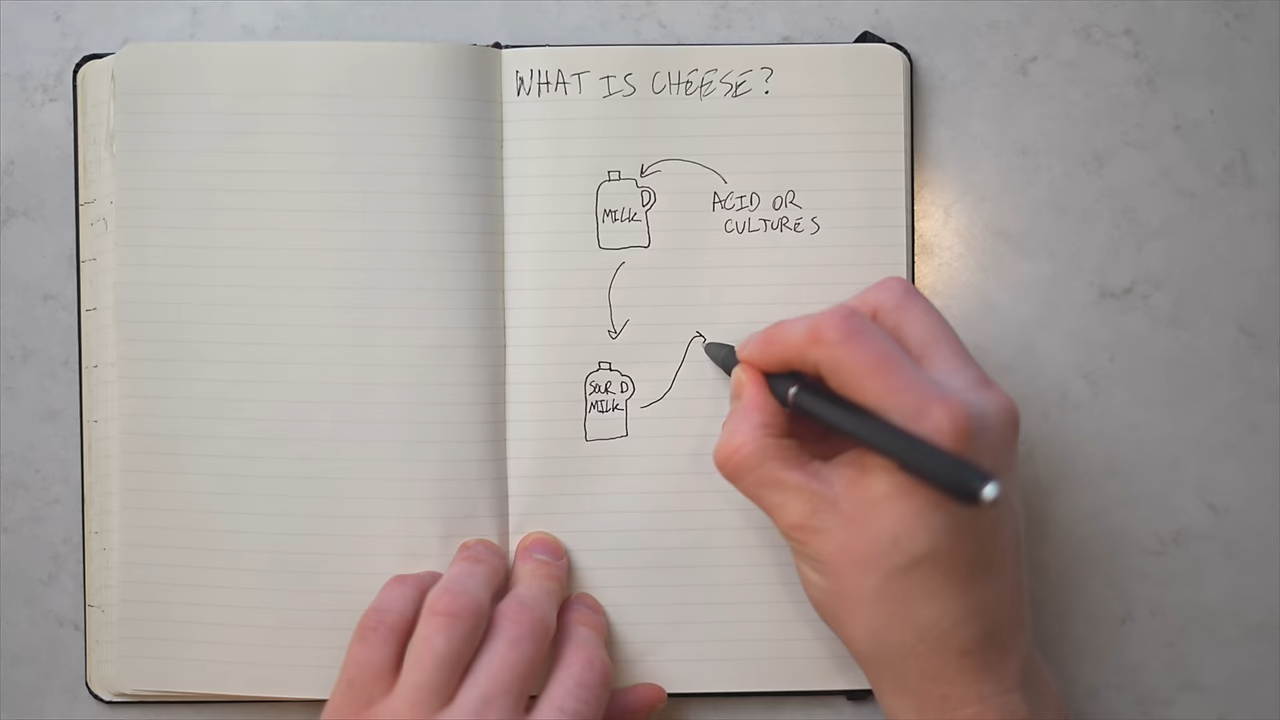 WHAT IS CHEESE?
MILK
ACID OR
CULTURES
SOUR
MILK